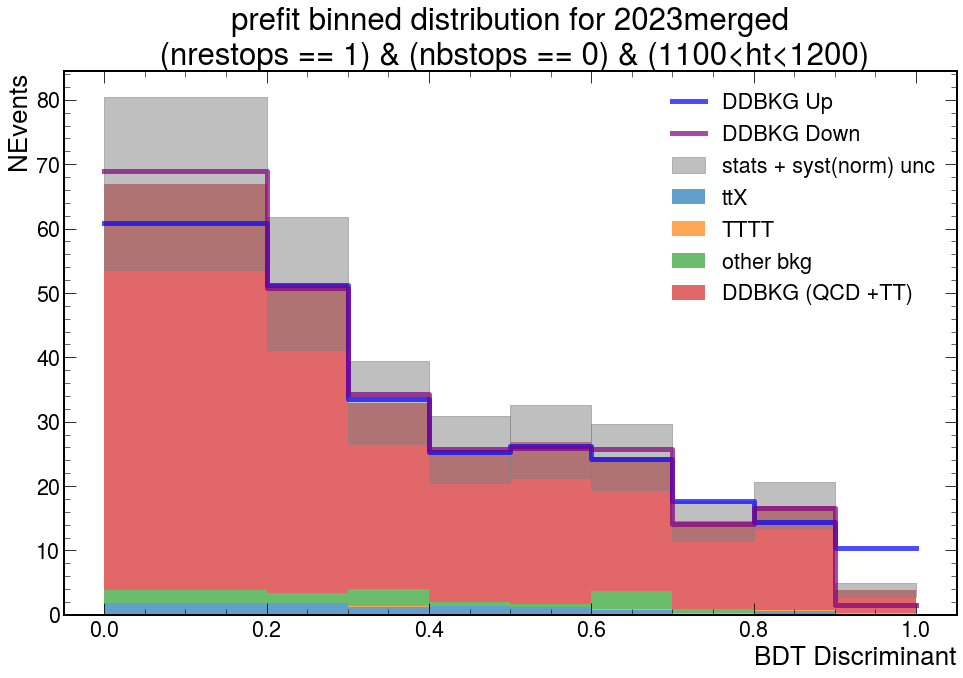 prefit binned distribution for 2023merged
(nrestops == 1) & (nbstops == 0) & (1100<ht<1200)
NEvents
80
70
60
50
40
30
20
10
0
DDBKG Up
DDBKG Down
stats + syst(norm) unc
ttX
TTTT
other bkg
DDBKG (QCD +TT)
0.0 0.2 0.4 0.6 0.8 1.0
BDT Discriminant